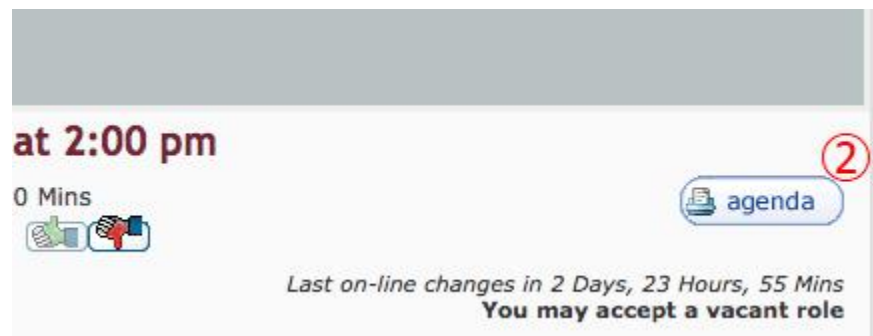 at 2:00 pm
②
0 Mins
agenda
Last on-line changes in 2 Days, 23 Hours, 55 Mins
You may accept a vacant role